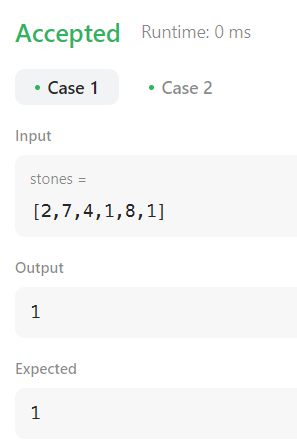 Accepted Runtime: 0 ms
• Case 1 • Case 2
Input
stones =
[2,7,4,1,8,1]
Output
1
Expected
1